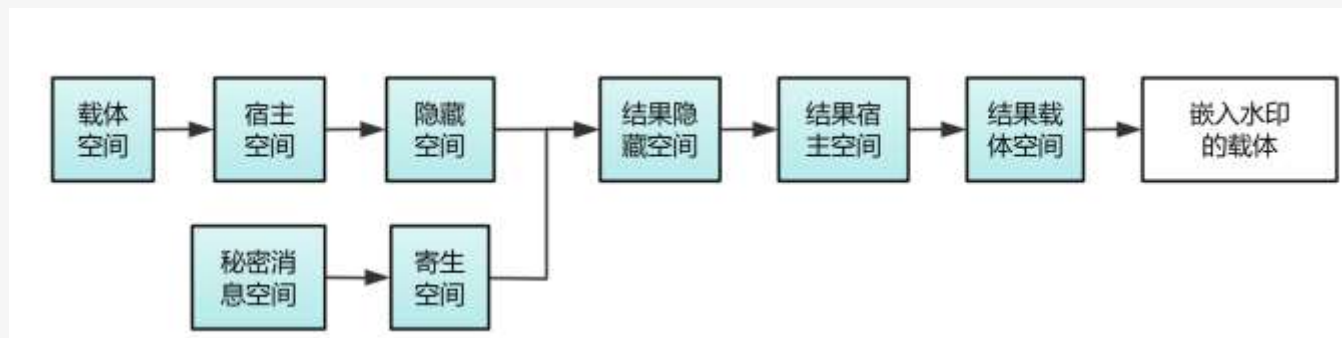 载体
空间
宿主
空间
隐藏
空间
结果隐
藏空间
结果宿
主空间
结果载
体空间
嵌入水印
的载体
秘密消
息空间
寄生
空间